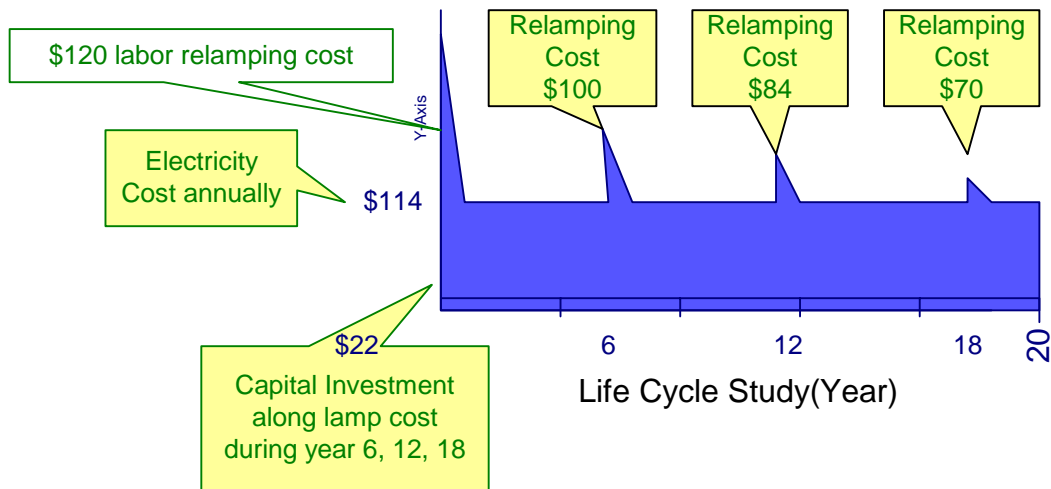 $120 labor relamping cost
Relamping
Cost
$100
Relamping
Cost
$84
Relamping
Cost
$70
Y-Axis
Electricity
Cost annually
$114
$22
Capital Investment
along lamp cost
during year 6, 12, 18
6
12
18
20
Life Cycle Study(Year)